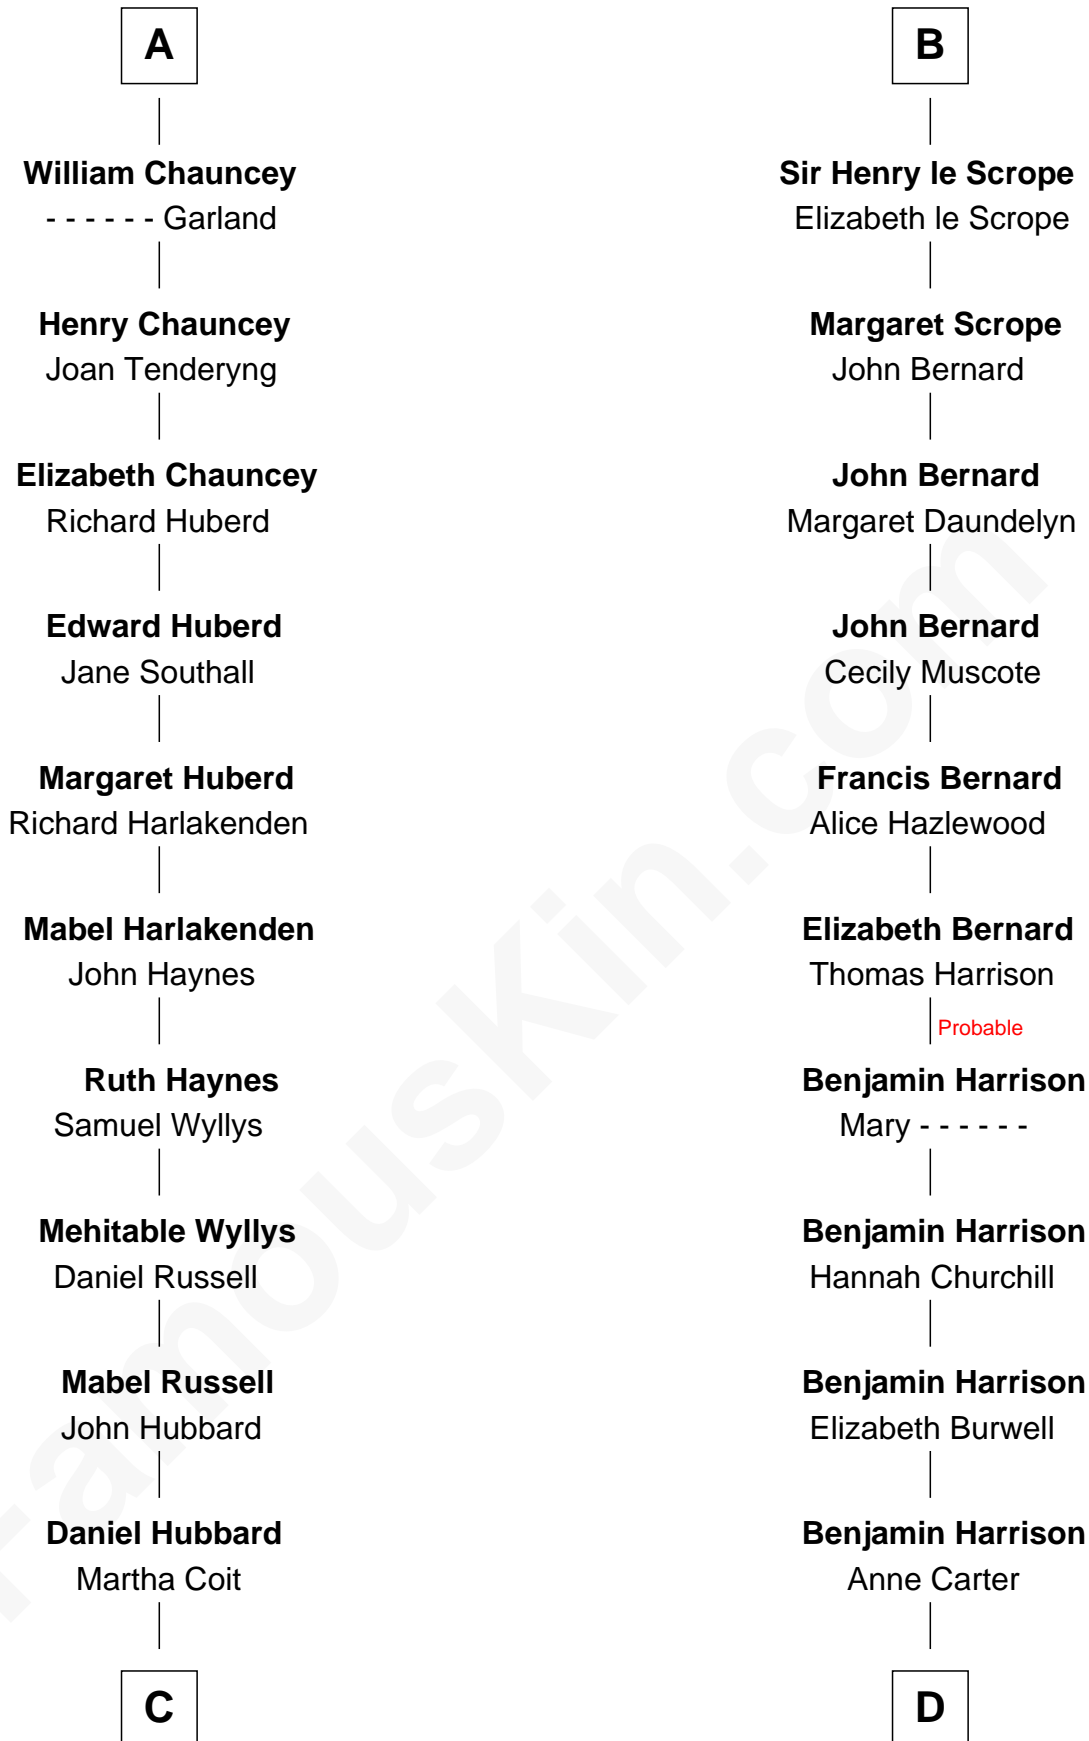 A
William Chauncey
- - - - - - Garland
Henry Chauncey
Joan Tenderyng
Elizabeth Chauncey
Richard Huberd
Edward Huberd
Jane Southall
Margaret Huberd
Richard Harlakenden
Mabel Harlakenden
John Haynes
Ruth Haynes
Samuel Wyllys
Mehitable Wyllys
Daniel Russell
Mabel Russell
John Hubbard
Daniel Hubbard
Martha Coit
C
B
Sir Henry le Scrope
Elizabeth le Scrope
Margaret Scrope
John Bernard
John Bernard
Margaret Daundelyn
John Bernard
Cecily Muscote
Francis Bernard
Alice Hazlewood
Elizabeth Bernard
Thomas Harrison
Probable
Benjamin Harrison
Mary - - - - - -
Benjamin Harrison
Hannah Churchill
Benjamin Harrison
Elizabeth Burwell
Benjamin Harrison
Anne Carter
D
FamousKin.com